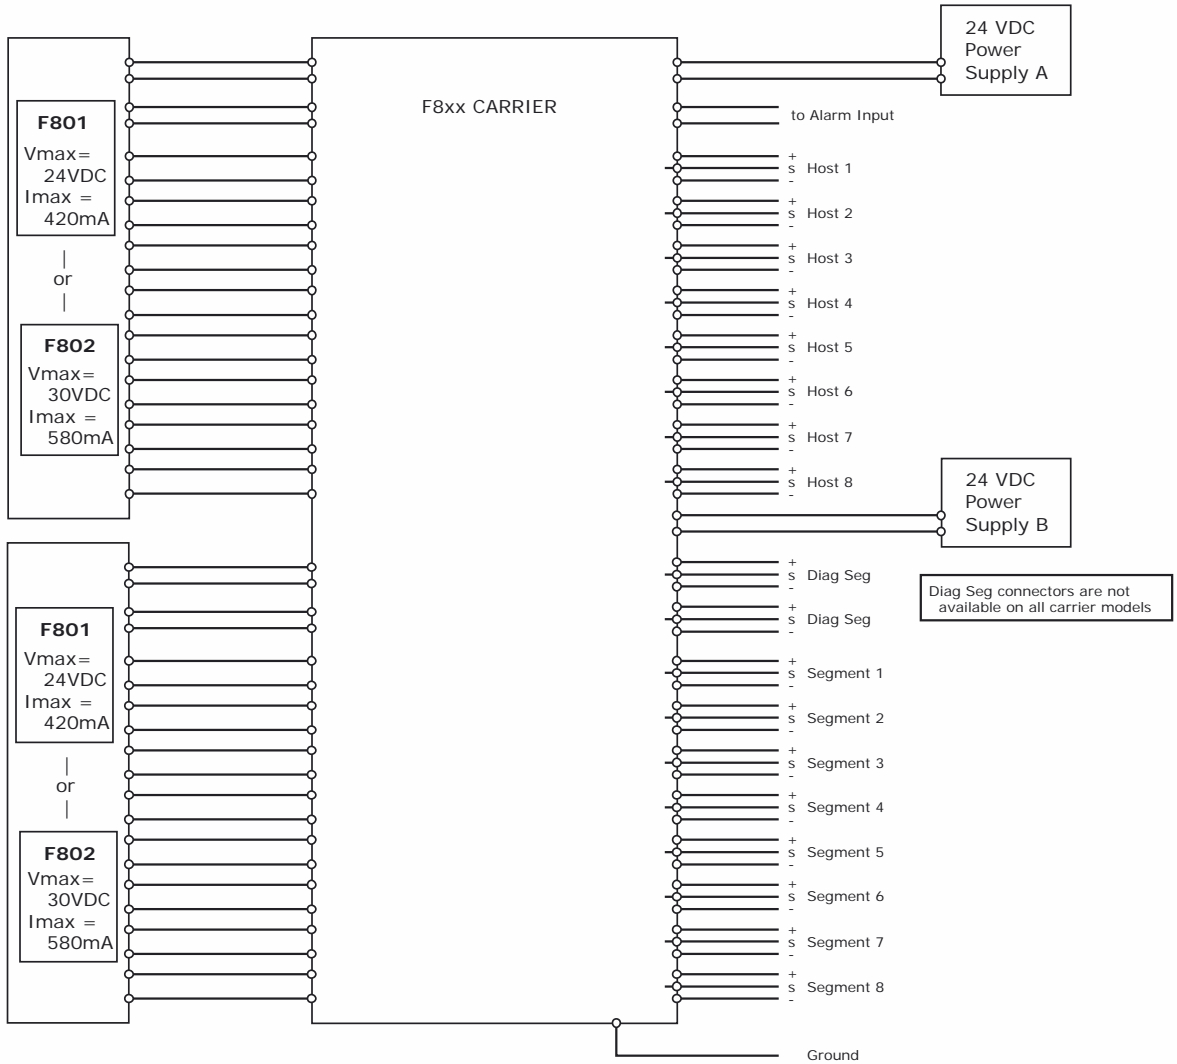 24 VDC
Power
Supply A
F8xx CARRIER
to Alarm Input
F801
Vmax=
24VDC
Imax =
420mA
|
or
|
F802
Vmax=
30VDC
Imax =
580mA
+
s Host 1
-
+
s Host 2
-
+
s Host 3
-
+
s Host 4
-
+
s Host 5
-
+
s Host 6
-
+
s Host 7
-
+
s Host 8
-
24 VDC
Power
Supply B
+
s Diag Seg
-
+
s Diag Seg
-
Diag Seg connectors are not
available on all carrier models
F801
Vmax=
24VDC
Imax =
420mA
|
or
|
F802
Vmax=
30VDC
Imax =
580mA
+
s Segment 1
-
+
s Segment 2
-
+
s Segment 3
-
+
s Segment 4
-
+
s Segment 5
-
+
s Segment 6
-
+
s Segment 7
-
+
s Segment 8
-
Ground